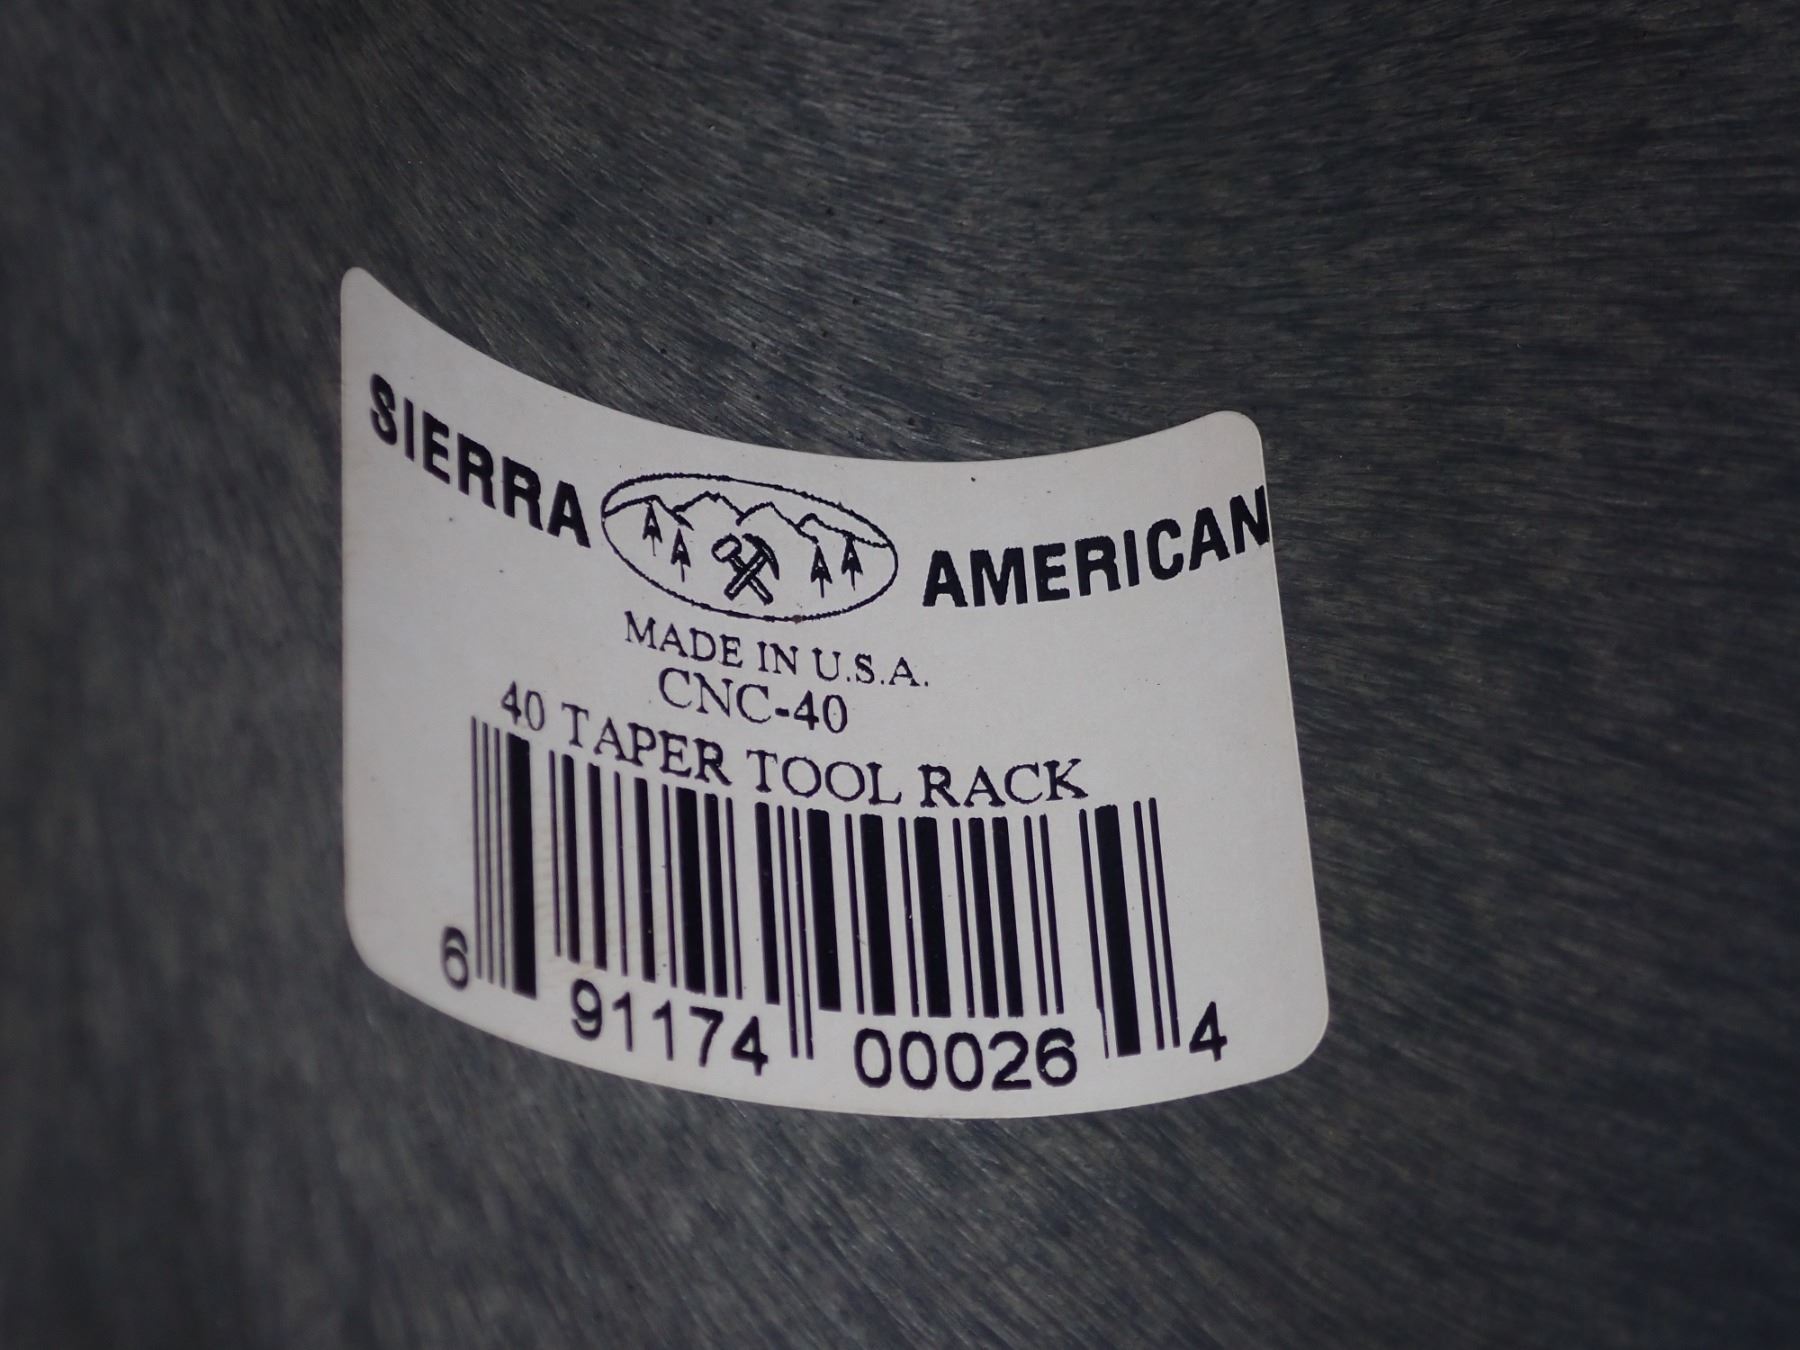 SIERRA AMERICAN
MADE IN U.S.A.
CNC-40
40 TAPER TOOL RACK
6 91174 00026 4